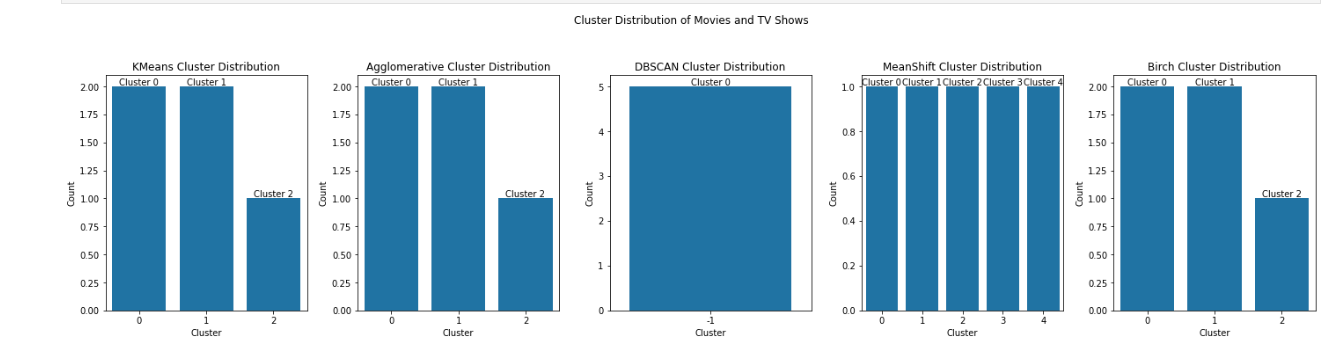 Cluster Distribution of Movies and TV Shows
KMeans Cluster Distribution
Cluster 0 Cluster 1
2.00
1.75
1.50
1.25
1.00
0.75
0.50
0.25
0.00
Count
Cluster 2
0 1 2
Cluster
Agglomerative Cluster Distribution
Cluster 0 Cluster 1
2.00
1.75
1.50
1.25
1.00
0.75
0.50
0.25
0.00
Count
Cluster 2
0 1 2
Cluster
DBSCAN Cluster Distribution
Cluster 0
5
4
3
2
1
0
Count
-1
Cluster
MeanShift Cluster Distribution
Cluster 0 Cluster 1 Cluster 2 Cluster 3 Cluster 4
1.0
0.8
0.6
0.4
0.2
0.0
Count
0 1 2 3 4
Cluster
Birch Cluster Distribution
Cluster 0 Cluster 1
2.00
1.75
1.50
1.25
1.00
0.75
0.50
0.25
0.00
Count
Cluster 2
0 1 2
Cluster